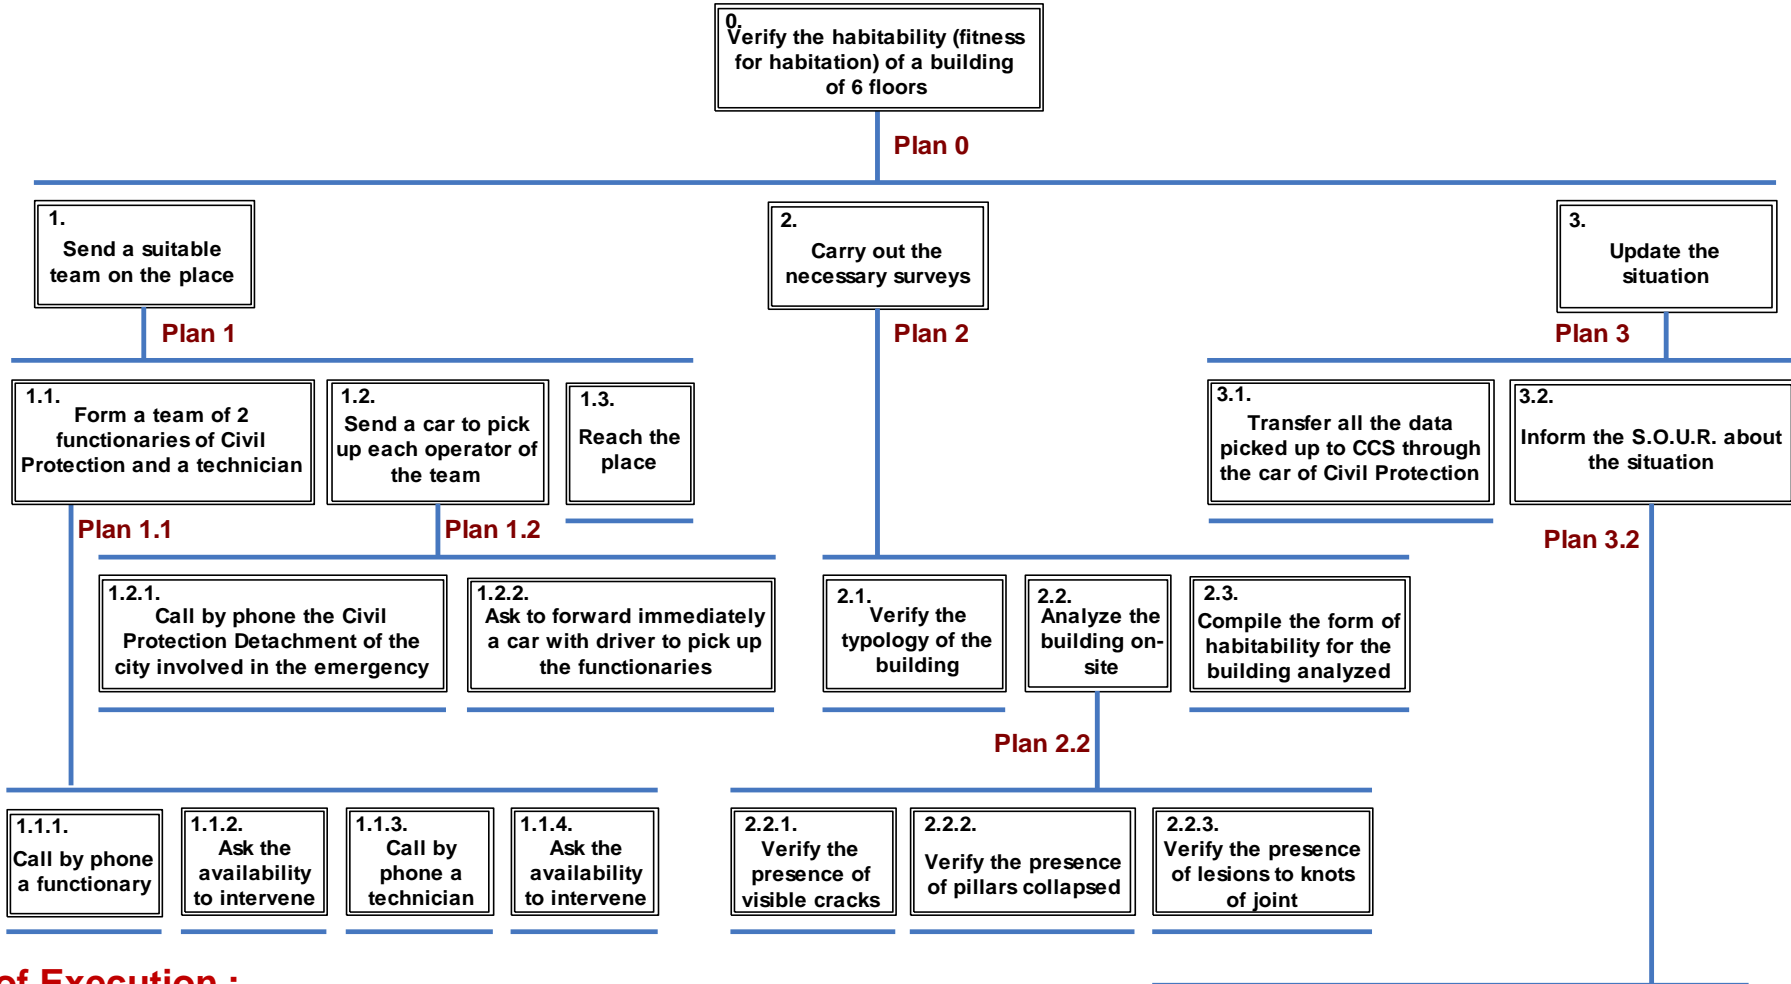 0.
Verify the habitability (fitness
for habitation) of a building
of 6 floors
Plan 0
1.
Send a suitable
team on the place
2.
Carry out the
necessary surveys
3.
Update the
situation
Plan 1
Plan 2
Plan 3
1.1.
Form a team of 2
functionaries of Civil
Protection and a technician
1.2.
Send a car to pick
up each operator of
the team
1.3.
Reach the
place
3.1.
Transfer all the data
picked up to CCS through
the car of Civil Protection
3.2.
Inform the S.O.U.R. about
the situation
Plan 1.1
Plan 1.2
Plan 3.2
1.2.1.
Call by phone the Civil
Protection Detachment of the
city involved in the emergency
1.2.2.
Ask to forward immediately
a car with driver to pick up
the functionaries
2.1.
Verify the
typology of the
building
2.2.
Analyze the
building on-
site
2.3.
Compile the form of
habitability for the
building analyzed
Plan 2.2
1.1.1.
Call by phone
a functionary
1.1.2.
Ask the
availability
to intervene
1.1.3.
Call by
phone a
technician
1.1.4.
Ask the
availability
to intervene
2.2.1.
Verify the
presence of
visible cracks
2.2.2.
Verify the presence
of pillars collapsed
2.2.3.
Verify the presence
of lesions to knots
of joint
of Execution :